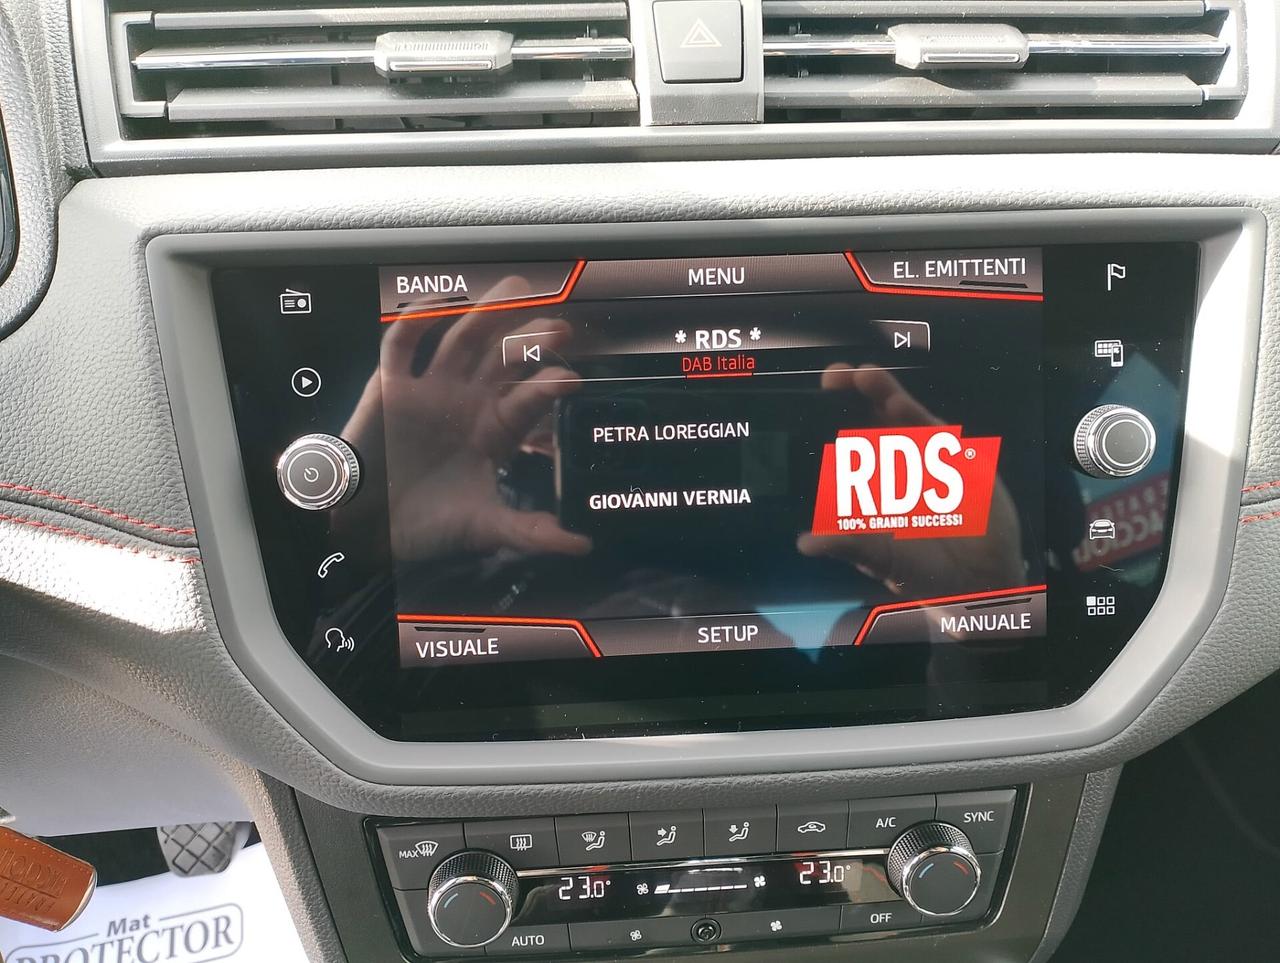 BANDA
MENU
EL. EMITTENTI
* RDS *
DAB Italia
PETRA LOREGGIAN
GIOVANNI VERNIA
RDS®
100% GRANDI SUCCESSI
VISUALE
SETUP
MANUALE
MAX
A/C
SYNC
23.0°
23.0°
AUTO
OFF
Mat
PROTECTOR